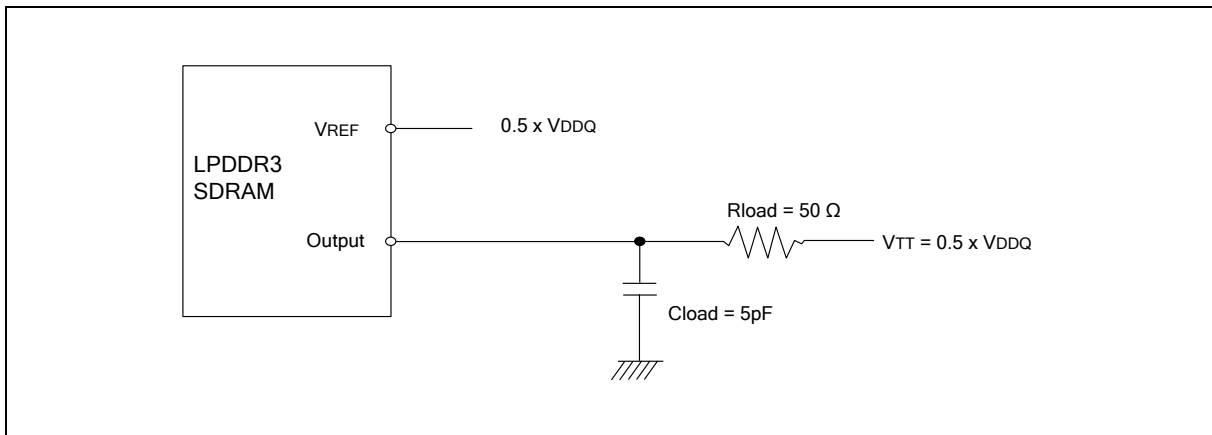 VREF
0.5 x VDDQ
LPDDR3
SDRAM
Rload = 50 Ω
Output
VTT = 0.5 x VDDQ
Cload = 5pF